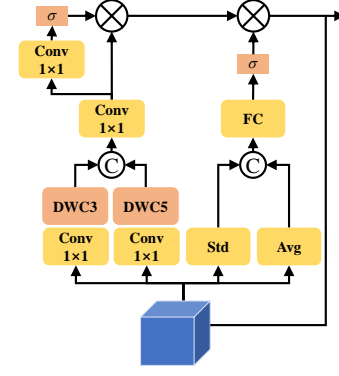 σ
Conv
1×1
Conv
1×1
σ
FC
C
C
DWC3
DWC5
Conv
1×1
Conv
1×1
Std
Avg